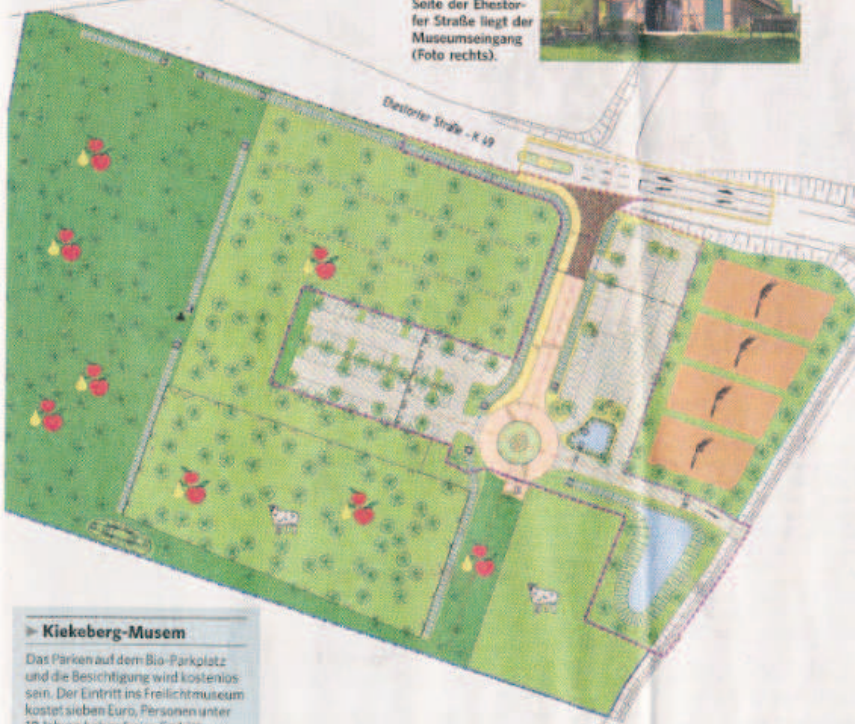 Seite der Ehestor-
fer Straße liegt der
Museumseingang
(Foto rechts).
Ehestorfer Straße - K 49
Kiekeberg-Musem
Das Parken auf dem Bio-Parkplatz
und die Besichtigung wird kostenlos
sein. Der Eintritt ins Freilichtmuseum
kostet sieben Euro, Personen unter